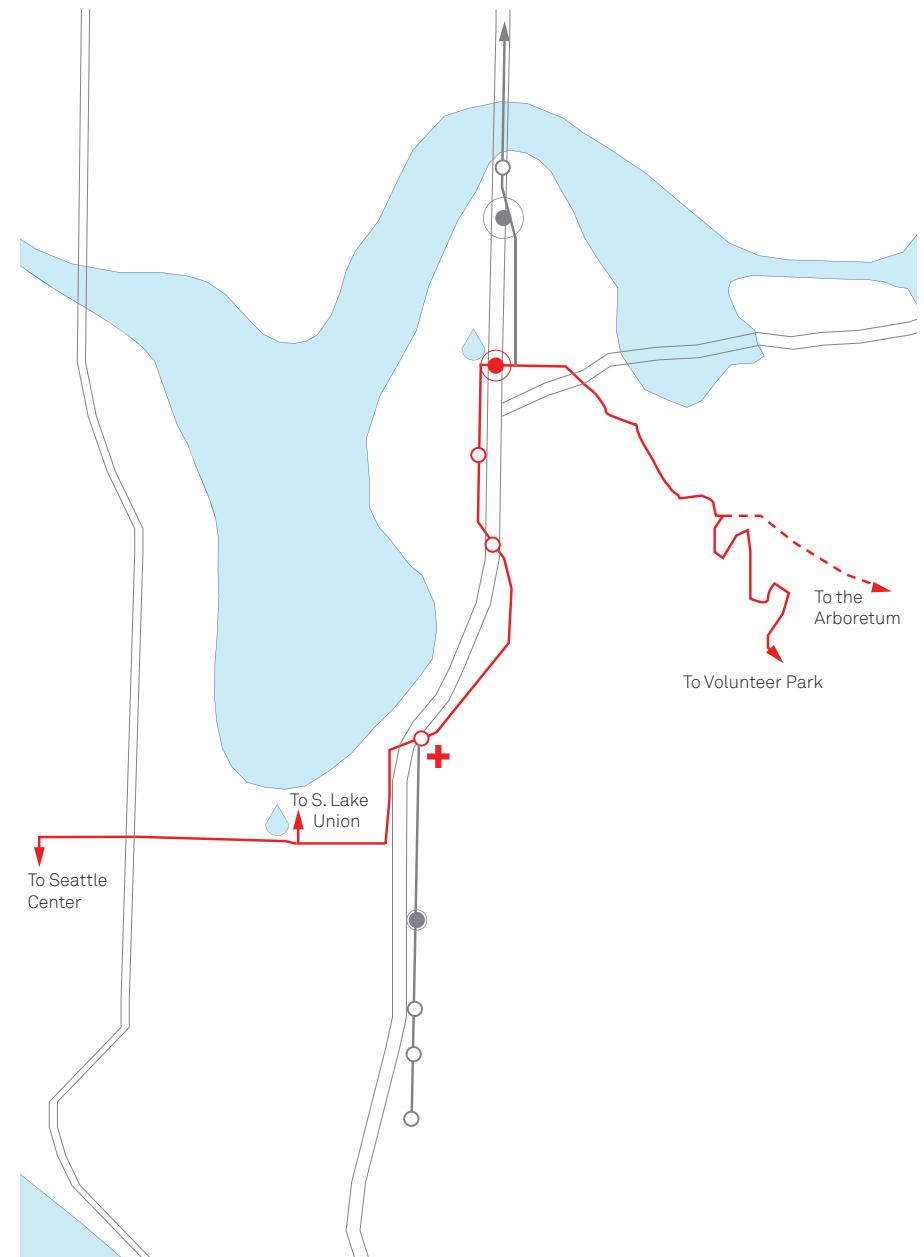 To the
Arboretum
To Volunteer Park
To S. Lake
Union
To Seattle
Center